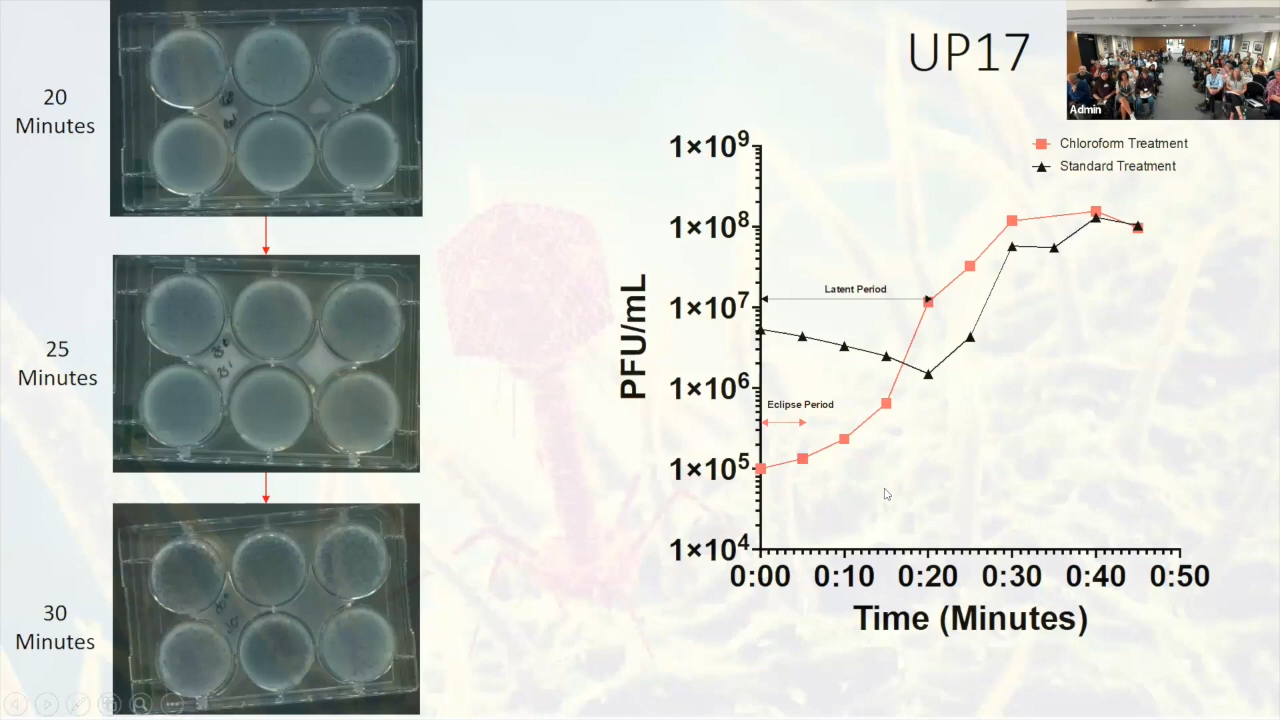 20
Minutes
25
Minutes
30
Minutes
UP17
Admin
Chloroform Treatment
Standard Treatment
1×10⁹
1×10⁸
1×10⁷
1×10⁶
1×10⁵
1×10⁴
PFU/mL
Latent Period
Eclipse Period
0:00 0:10 0:20 0:30 0:40 0:50
Time (Minutes)